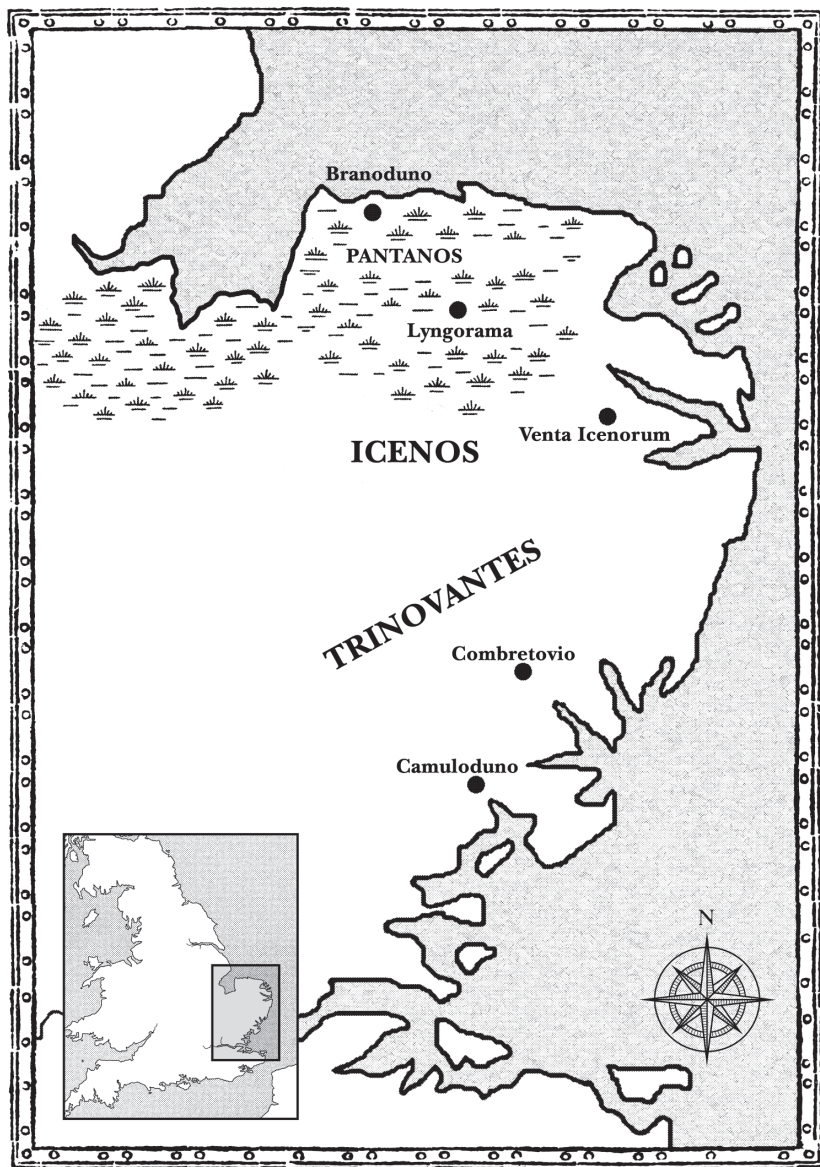 Branoduno
PANTANOS
Lyngorama
Venta Icenorum
ICENOS
TRINOVANTES
Combretovio
Camuloduno
N